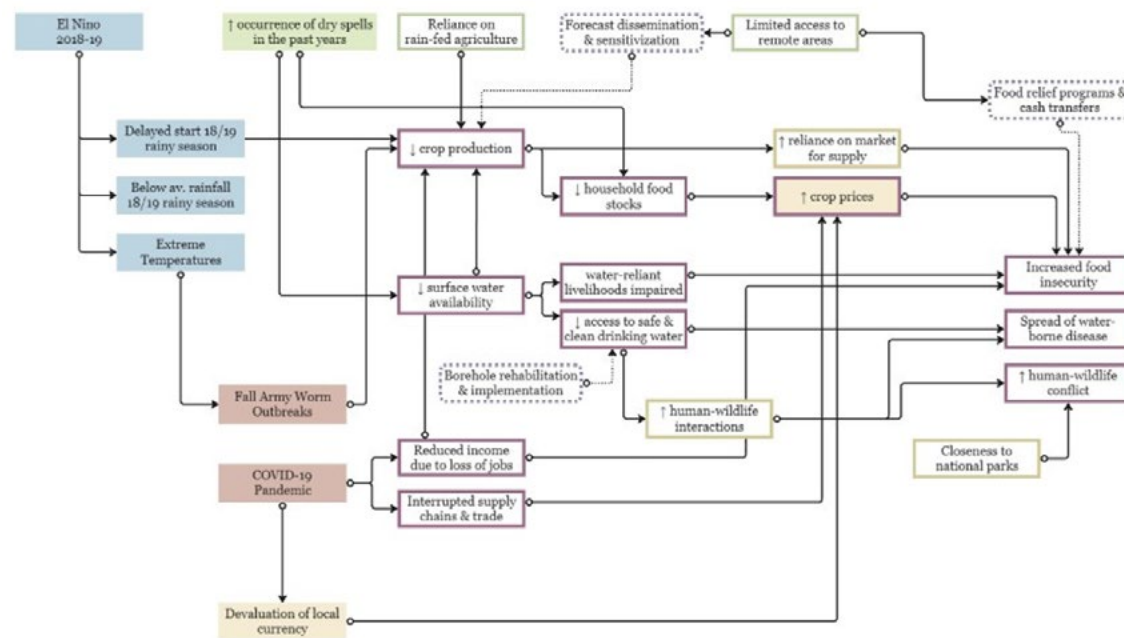 El Nino
2018-19
↑ occurrence of dry spells
in the past years
Reliance on
rain-fed agriculture
Forecast dissemination
& sensitivization
Limited access to
remote areas
Food relief programs &
cash transfers
Delayed start 18/19
rainy season
↓ crop production
↑ reliance on market
for supply
Below av. rainfall
18/19 rainy season
↓ household food
stocks
↑ crop prices
Extreme
Temperatures
↓ surface water
availability
water-reliant
livelihoods impaired
Increased food
insecurity
↓ access to safe &
clean drinking water
Spread of water-
borne disease
Borehole rehabilitation
& implementation
↑ human-wildlife
conflict
Fall Army Worm
Outbreaks
↑ human-wildlife
interactions
Reduced income
due to loss of jobs
Closeness to
national parks
COVID-19
Pandemic
Interrupted supply
chains & trade
Devaluation of local
currency